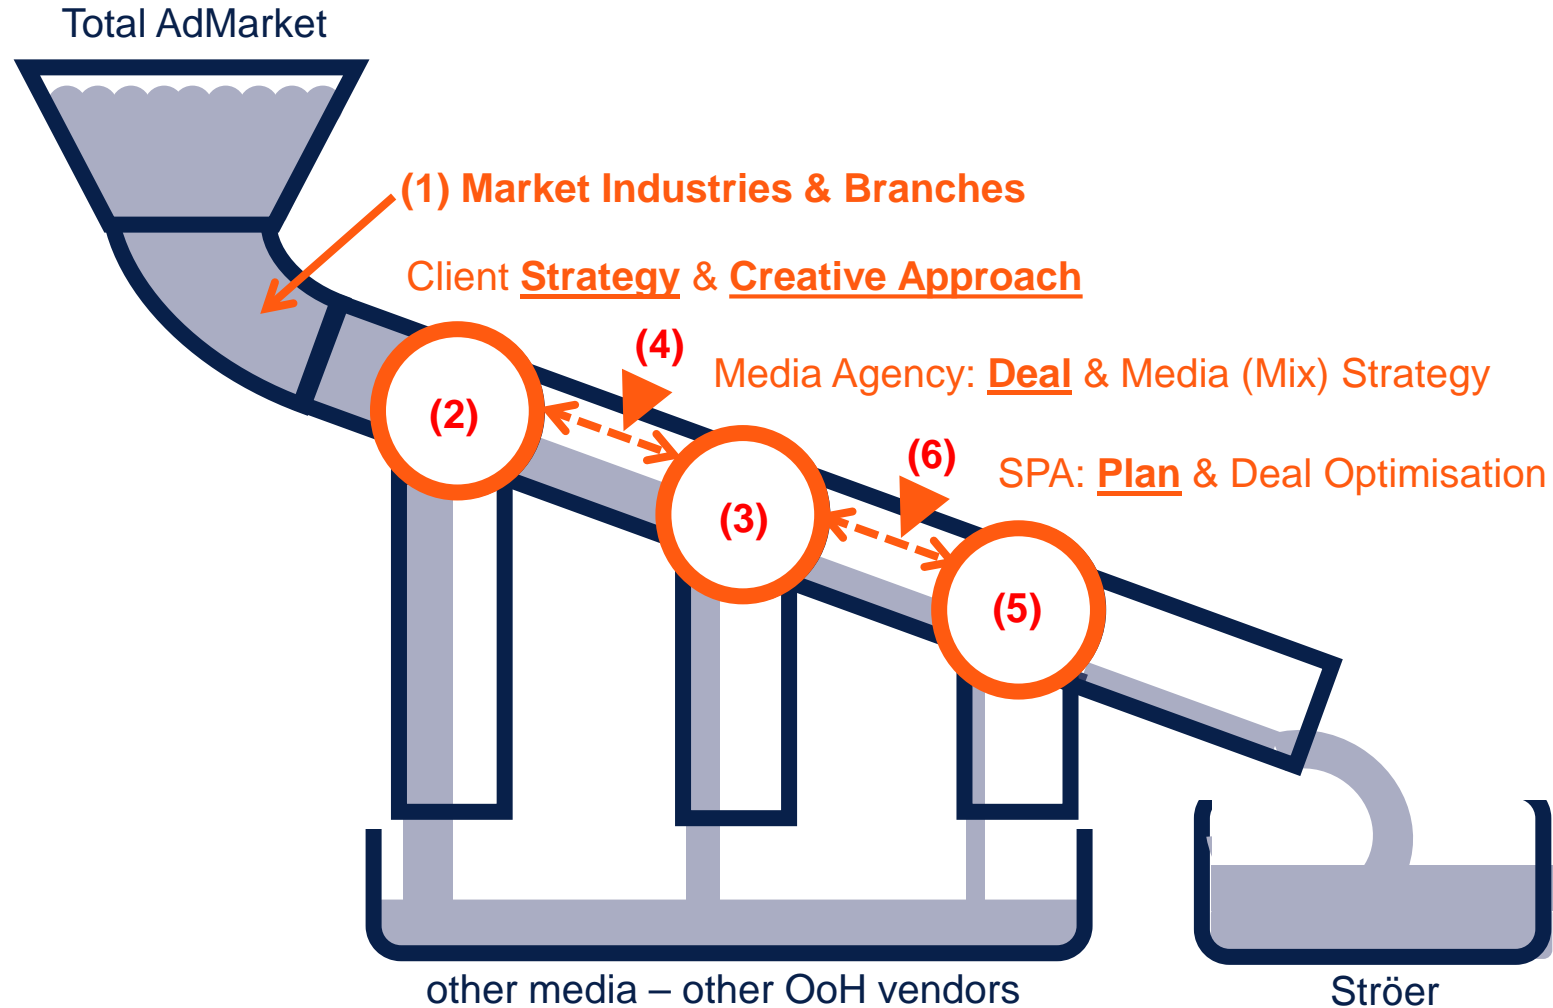 Total AdMarket
(1) Market Industries & Branches
Client Strategy & Creative Approach
(4)
Media Agency: Deal & Media (Mix) Strategy
(2)
(6)
SPA: Plan & Deal Optimisation
(3)
(5)
other media – other OoH vendors
Ströer